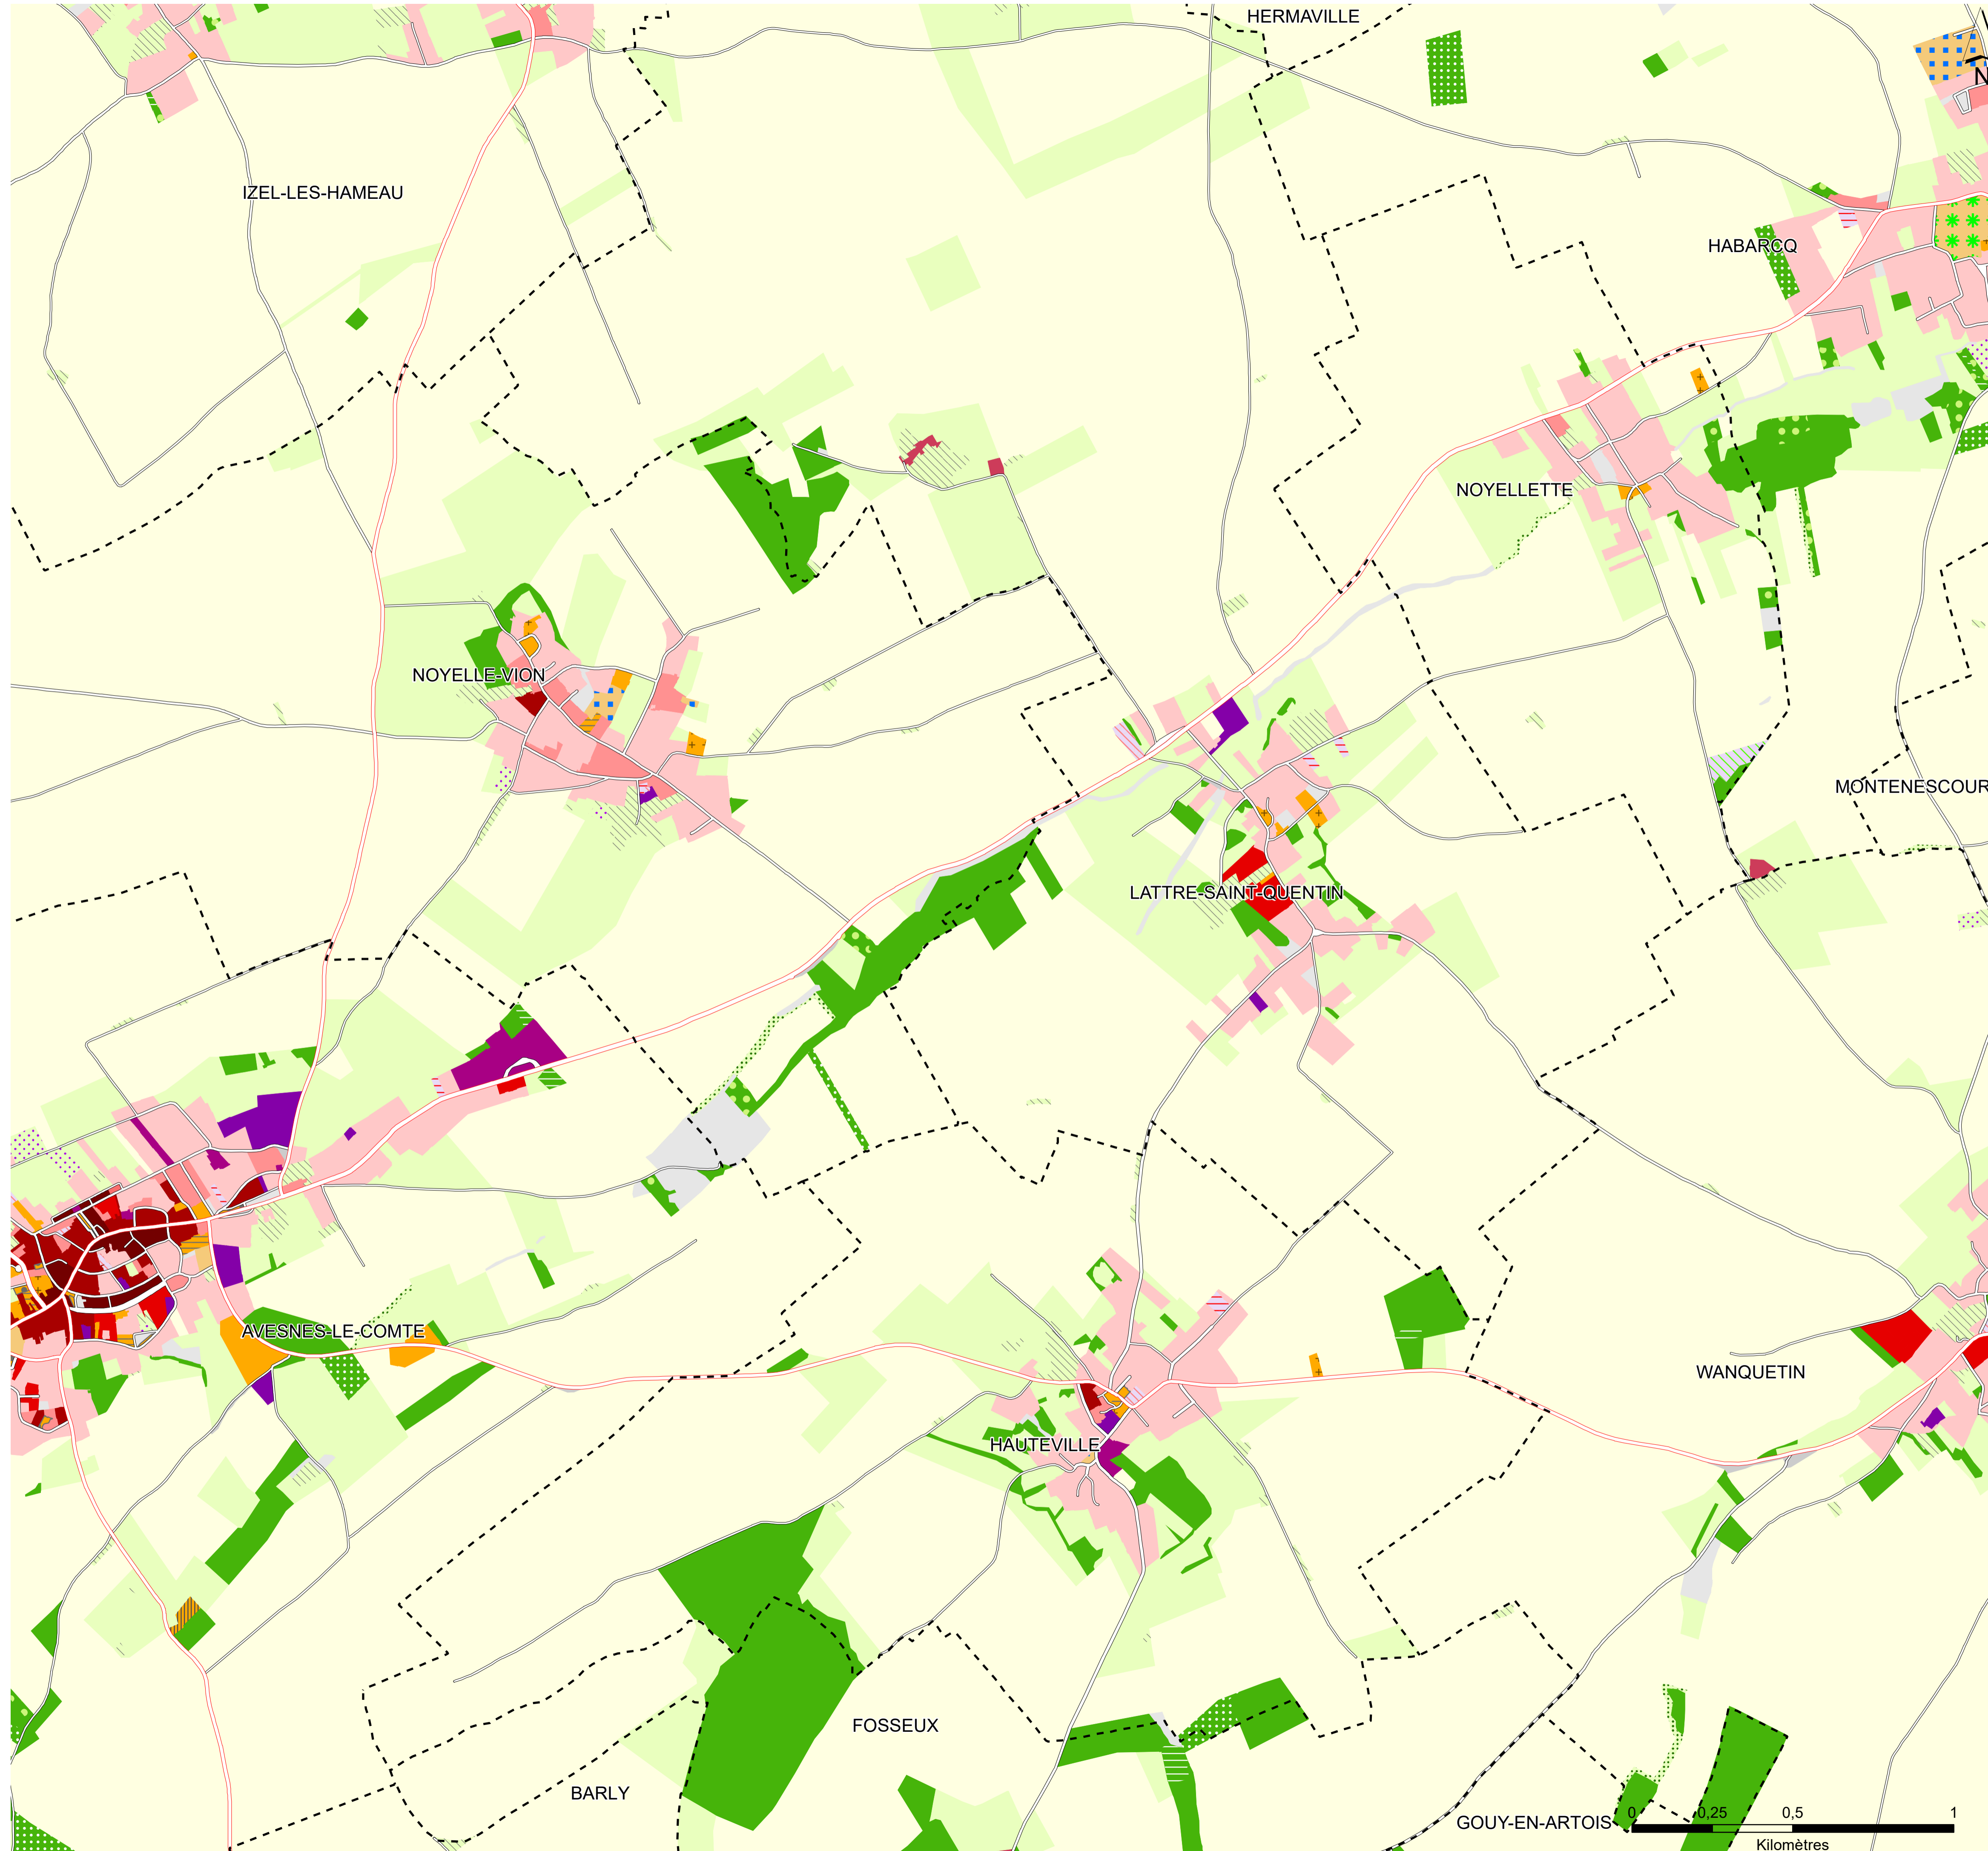 HERMAVILLE
N
IZEL-LES-HAMEAU
HABARCQ
NOYELLETTE
NOYELLE-VION
MONTENESCOUR
LATTRE-SAINT-QUENTIN
AVESNES-LE-COMTE
WANQUETIN
HAUTEVILLE
FOSSEUX
BARLY
GOUY-EN-ARTOIS
0 0,25 0,5 1
Kilomètres